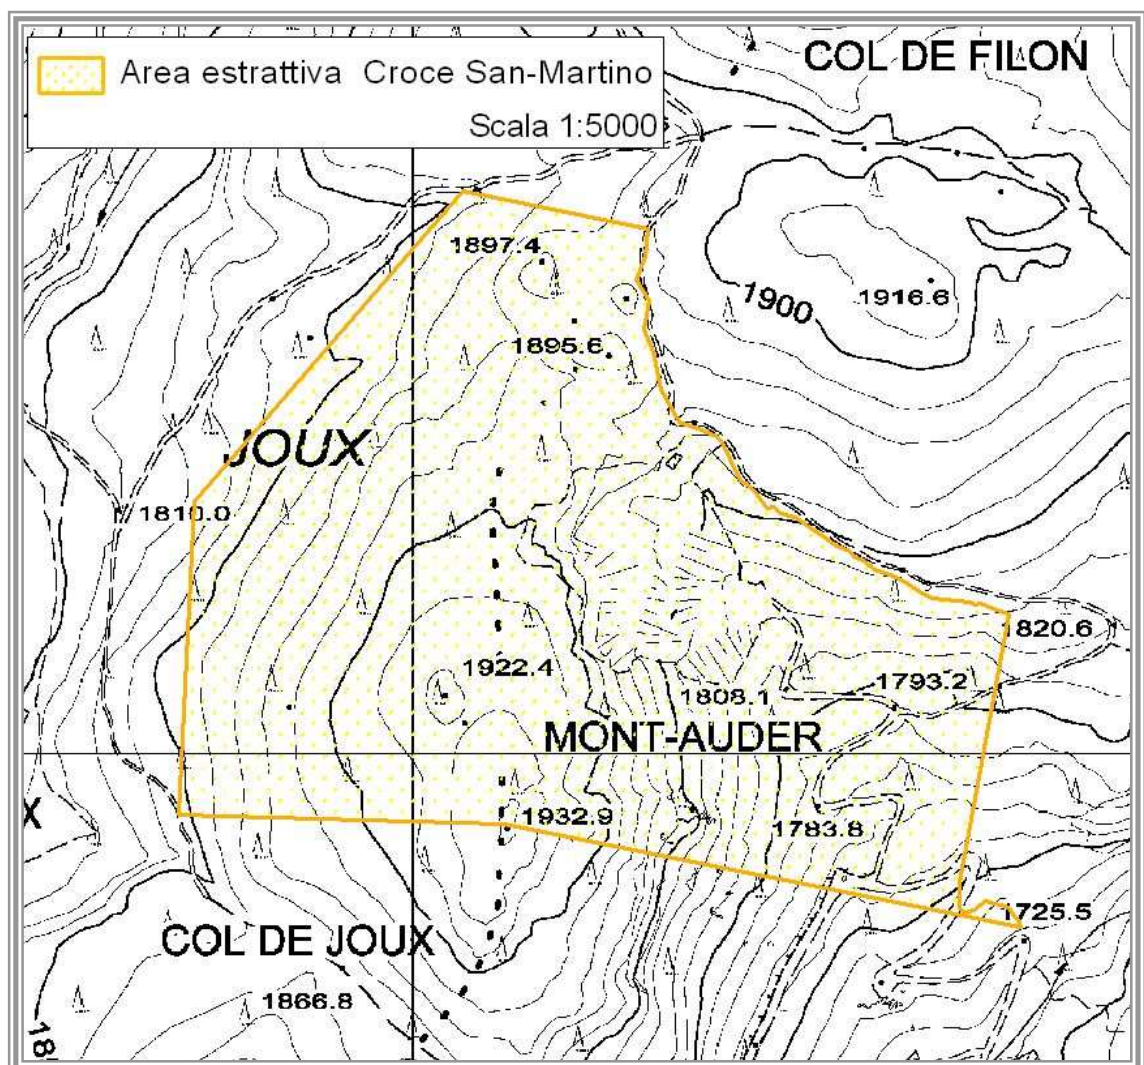 Area estrattiva Croce San-Martino
Scala 1:5000
COL DE FILON
1897.4
1900
1916.6
1895.6
JOUX
1810.0
1820.6
1922.4
1808.1
1793.2
MONT-AUDER
X
1932.9
1783.8
1725.5
COL DE JOUX
1866.8
18